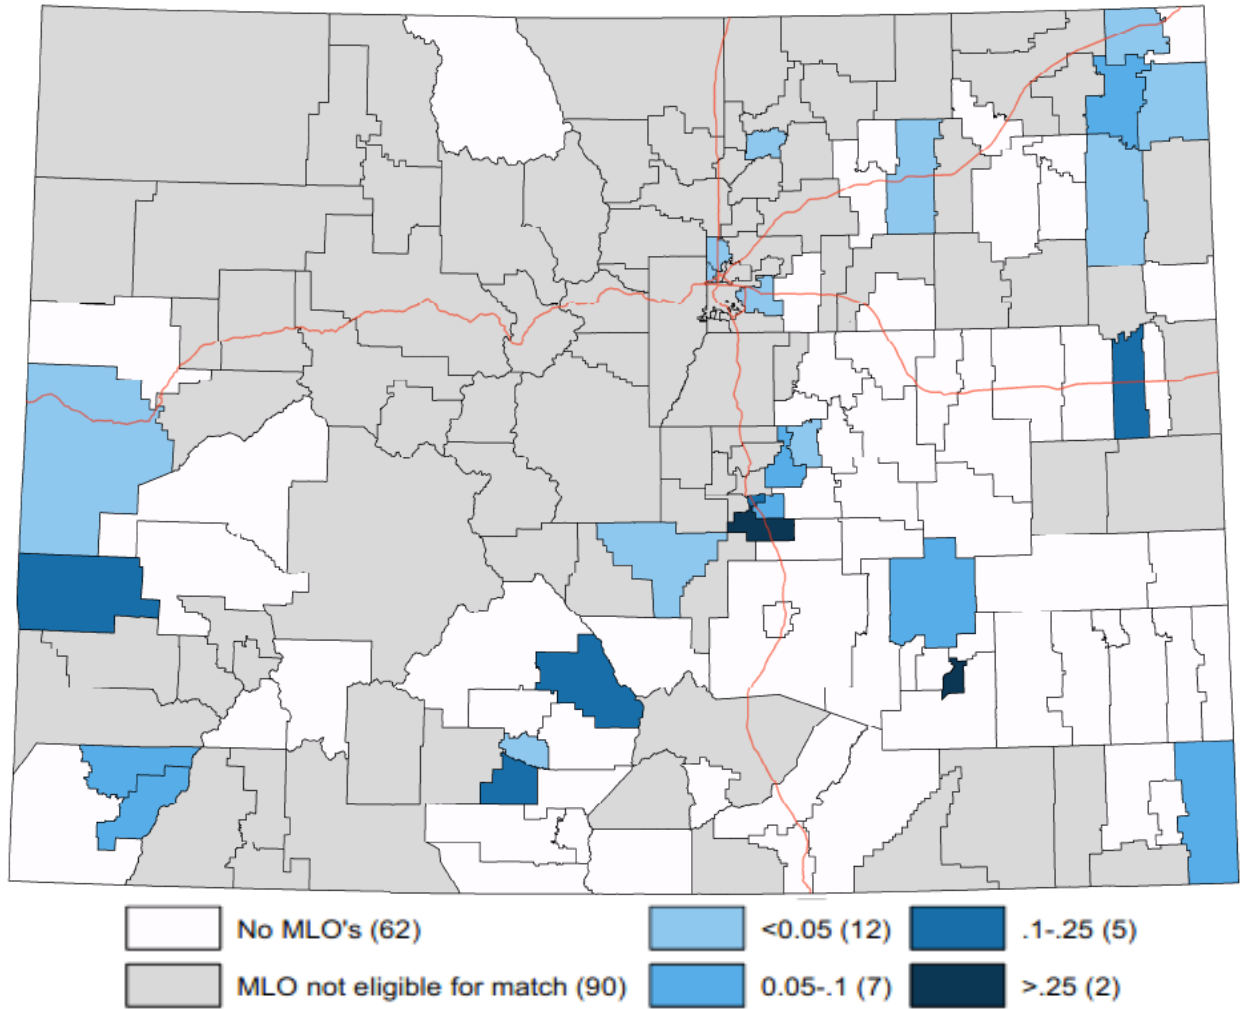 No MLO's (62)
<0.05 (12)
.1-.25 (5)
MLO not eligible for match (90)
0.05-.1 (7)
>.25 (2)